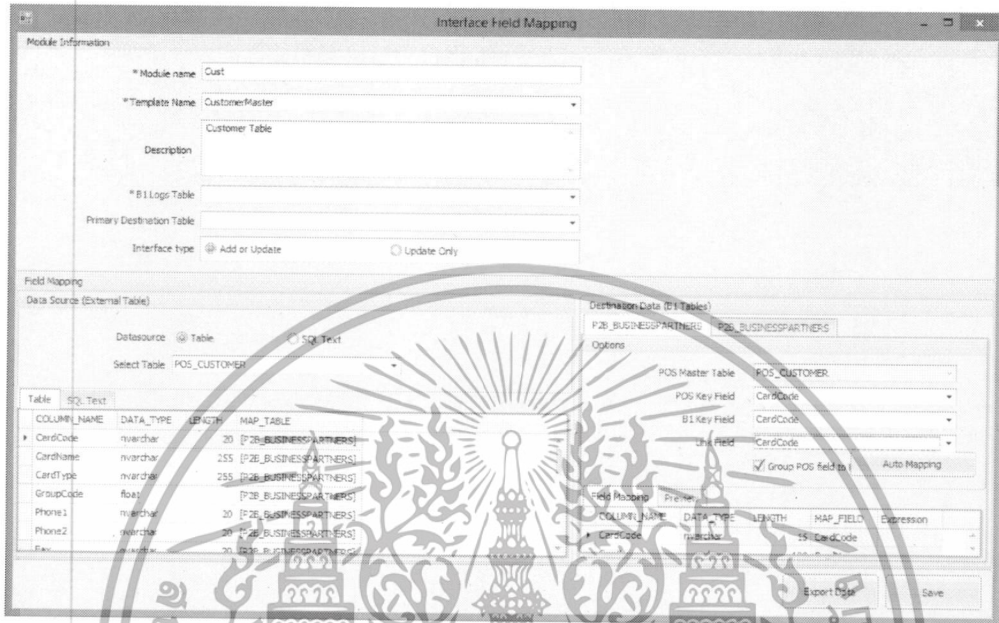 Interface Field Mapping
Module Information
* Module name Cust
* Template Name CustomerMaster
Description Customer Table
* B1 Logs Table
Primary Destination Table
Interface type Add or Update Update Only
Field Mapping
Data Source (External Table)
Datasource Table SQL Text
Select Table POS_CUSTOMER
Table SQL Text
COLUMN_NAME DATA_TYPE LENGTH MAP_TABLE
CardCode nvarchar 20 [P2B_BUSINESSPARTNERS]
CardName nvarchar 255 [P2B_BUSINESSPARTNERS]
CardType nvarchar 255 [P2B_BUSINESSPARTNERS]
GroupCode float [P2B_BUSINESSPARTNERS]
Phone1 nvarchar 20 [P2B_BUSINESSPARTNERS]
Phone2 nvarchar 20 [P2B_BUSINESSPARTNERS]
Fax nvarchar 20 [P2B_BUSINESSPARTNERS]
Destination Data (B1 Tables)
P2B_BUSINESSPARTNERS P2B_BUSINESSPARTNERS
Options
POS Master Table POS_CUSTOMER
POS Key Field CardCode
B1 Key Field CardCode
Link Field CardCode
Group POS field to Auto Mapping
Field Mapping Preview
COLUMN_NAME DATA_TYPE LENGTH MAP_FIELD Expression
CardCode nvarchar 15 CardCode
Export Data Save